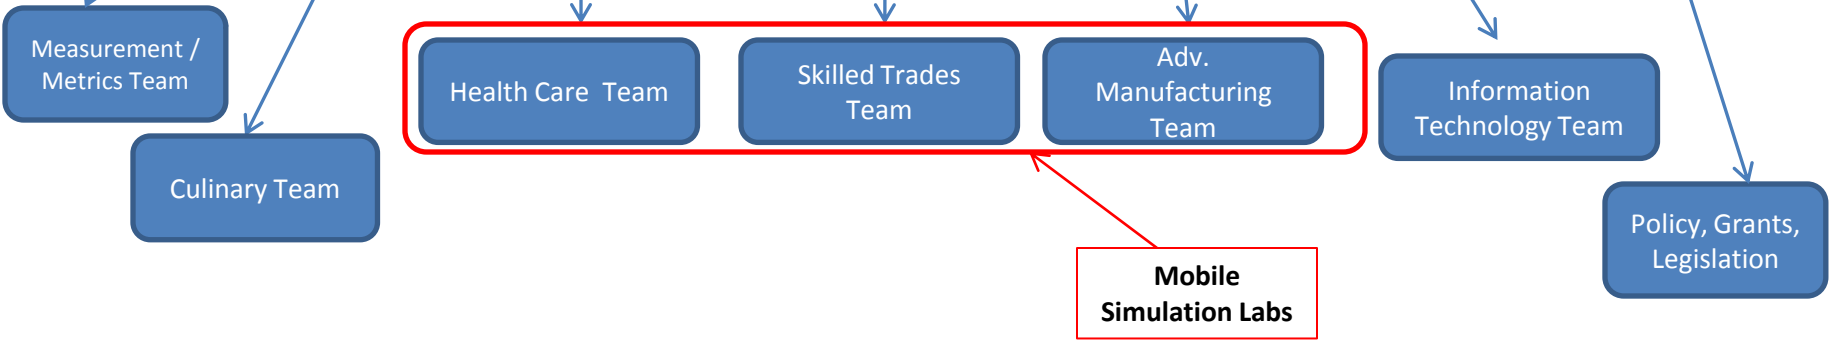 Measurement /
Metrics Team
Culinary Team
Health Care  Team
Skilled Trades
Team
Adv.
Manufacturing
Team
Information
Technology Team
Policy, Grants,
Legislation
Mobile
Simulation Labs